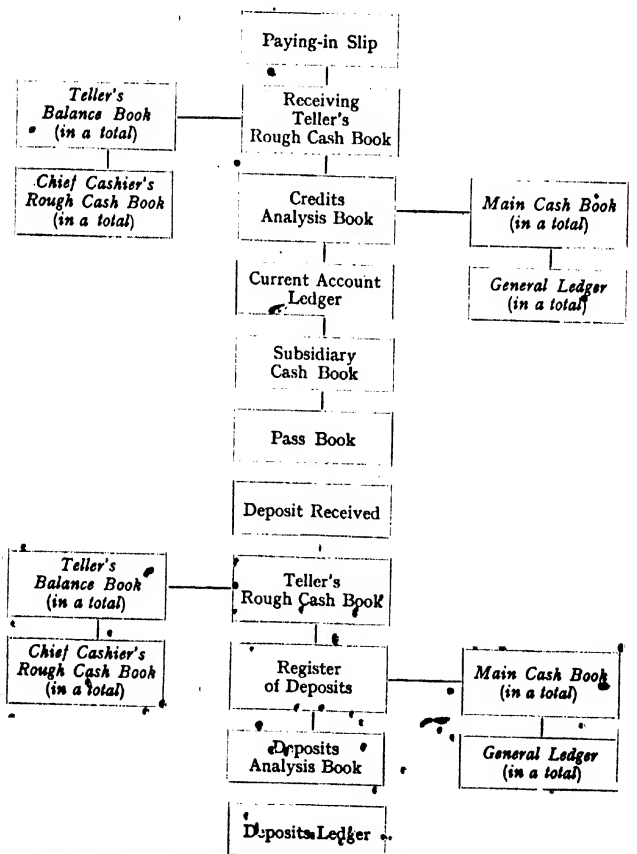 Paying-in Slip
Teller's
Balance Book
(in a total)
Receiving
Teller's
Rough Cash Book
Chief Cashier's
Rough Cash Book
(in a total)
Credits
Analysis Book
Main Cash Book
(in a total)
Current Account
Ledger
General Ledger
(in a total)
Subsidiary
Cash Book
Pass Book
Deposit Received
Teller's
Balance Book
(in a total)
Teller's
Rough Cash Book
Chief Cashier's
Rough Cash Book
(in a total)
Register
of Deposits
Main Cash Book
(in a total)
Deposits
Analysis Book
General Ledger
(in a total)
Deposits Ledger